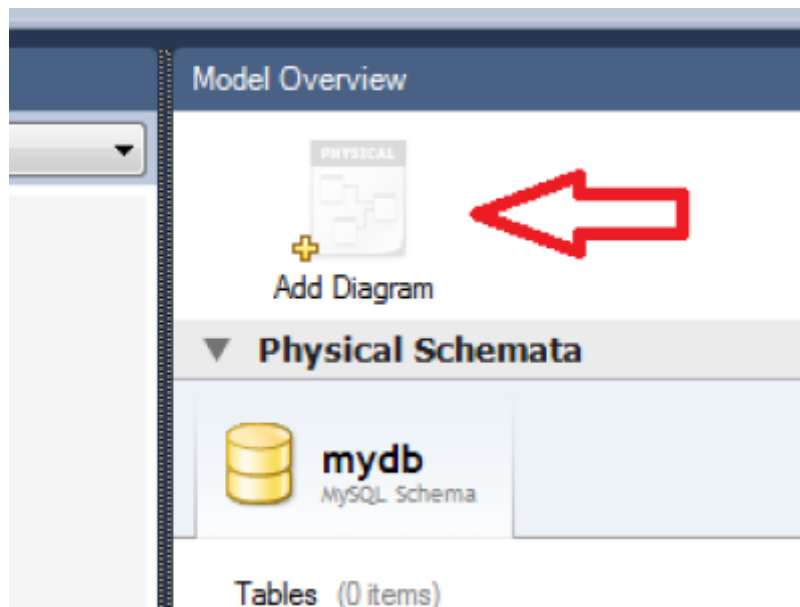 Model Overview
PHYSICAL
Add Diagram
Physical Schemata
mydb
MySQL Schema
Tables (0 items)